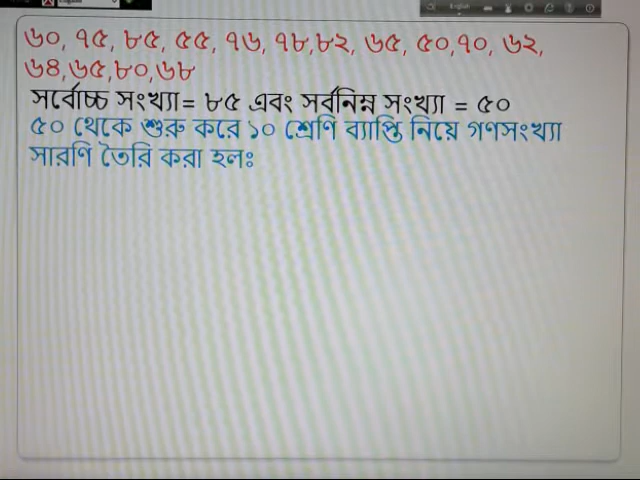 ৬০, ৭৫, ৮৫, ৫৫, ৭৬, ৭৮,৮২, ৬৫, ৫০,৭০, ৬২,
৬৪,৬৫,৮০,৬৮
সর্বোচ্চ সংখ্যা= ৮৫ এবং সর্বনিম্ন সংখ্যা = ৫০
৫০ থেকে শুরু করে ১০ শ্রেণি ব্যাপ্তি নিয়ে গণসংখ্যা
সারণি তৈরি করা হলঃ